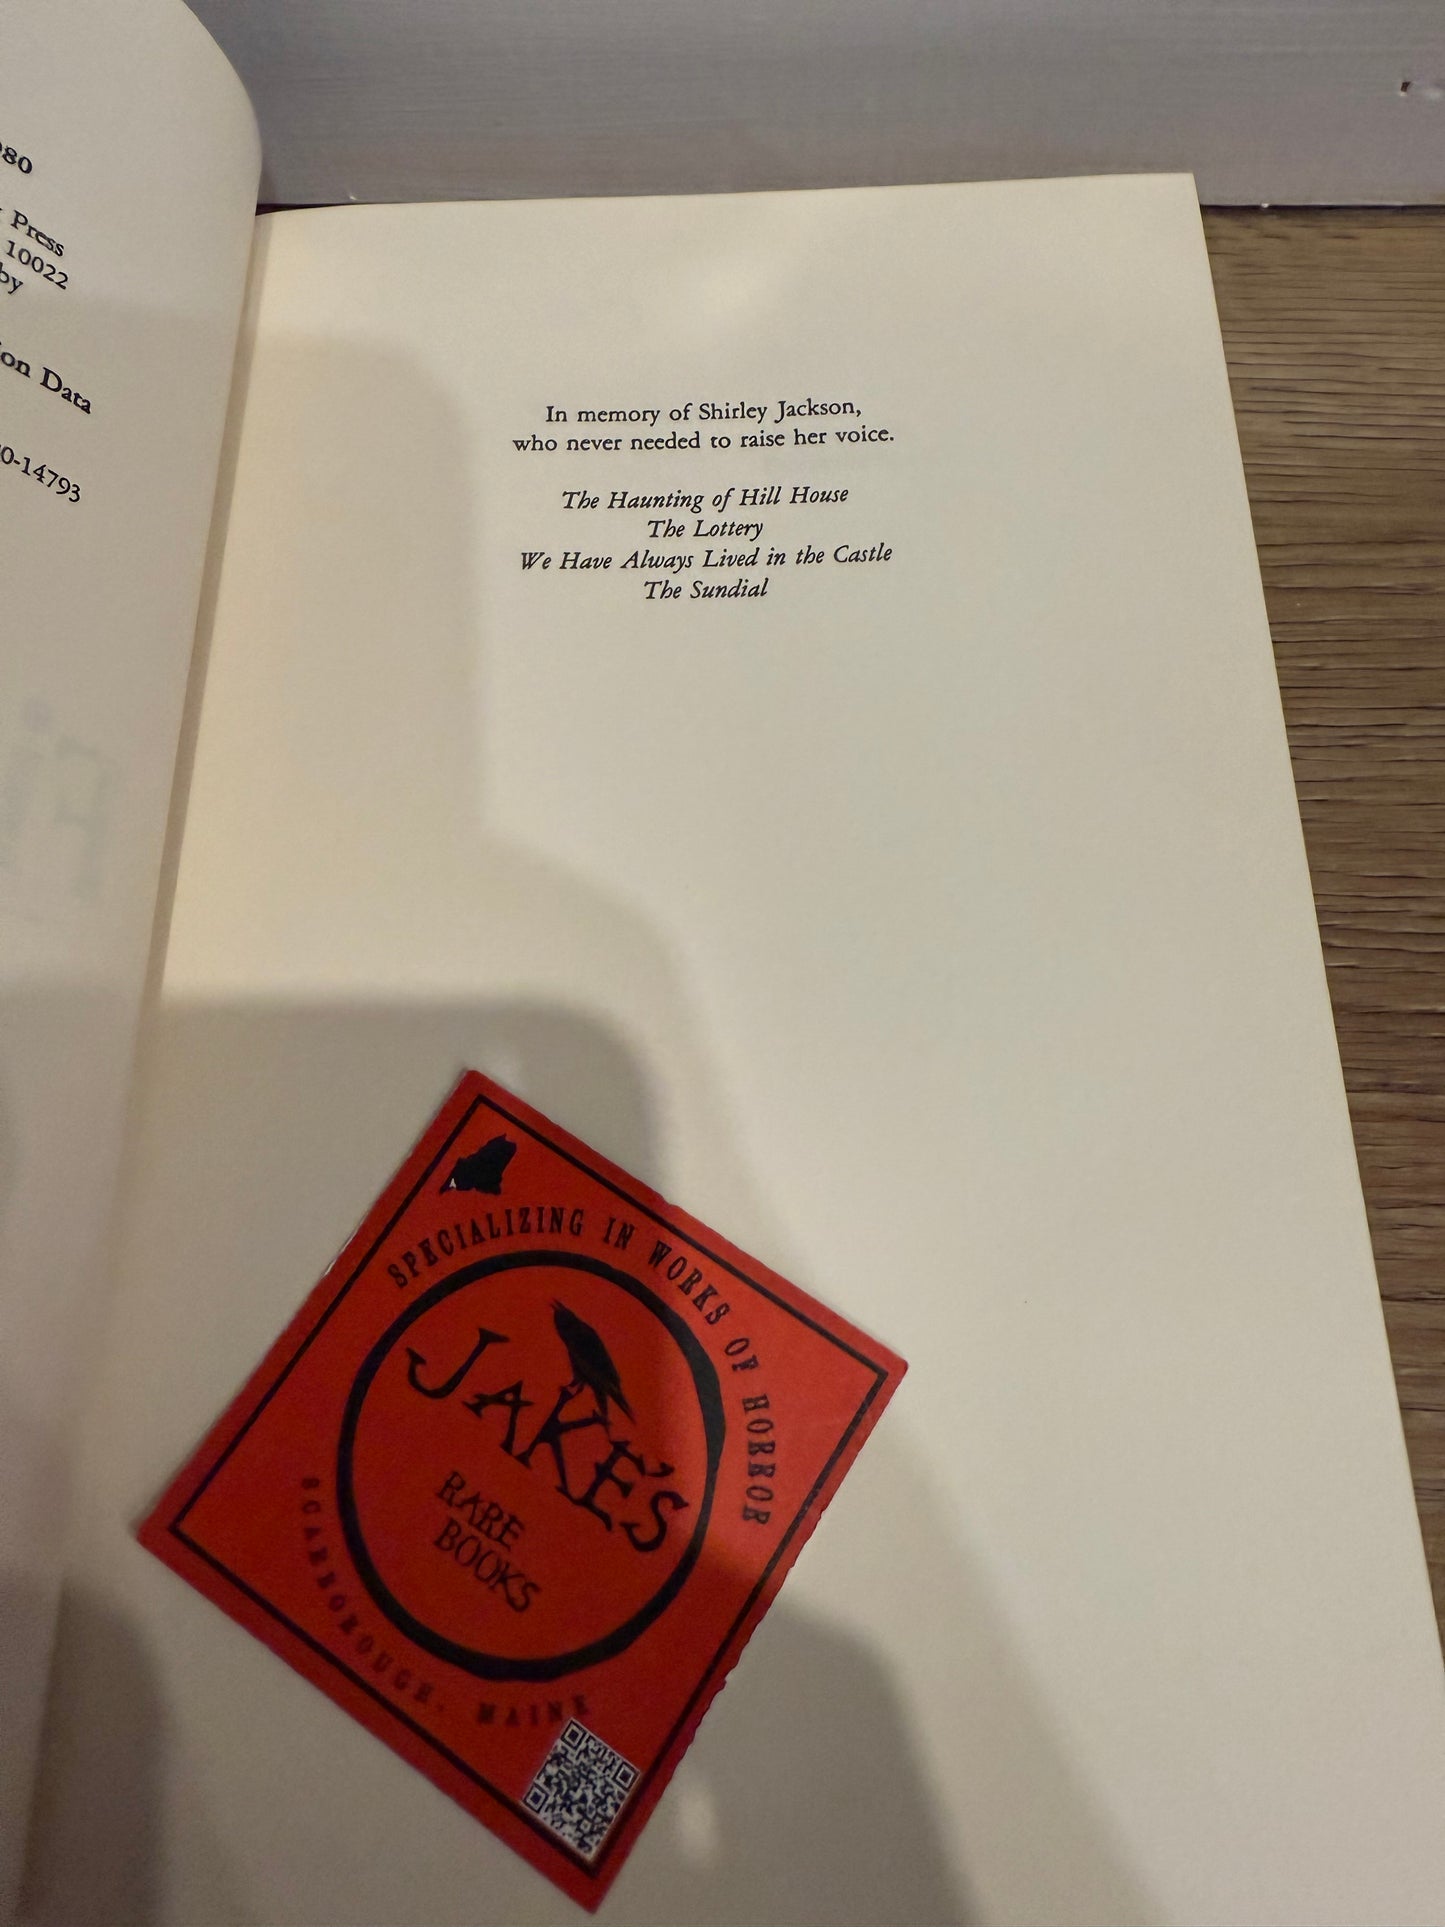 980
Press
10022
by
on Data
0-14793
In memory of Shirley Jackson,
who never needed to raise her voice.
The Haunting of Hill House
The Lottery
We Have Always Lived in the Castle
The Sundial
SPECIALIZING IN WORKS OF HORROR
JAKE'S
RARE
BOOKS
SCARBOROUGH, MAINE